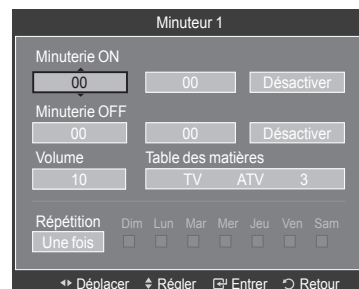 Minuteur 1
Minuterie ON
00 00 Désactiver
Minuterie OFF
00 00 Désactiver
Volume Table des matières
10 TV ATV 3
Répétition Dim Lun Mar Mer Jeu Ven Sam
Une fois
Déplacer Régler Entrer Retour